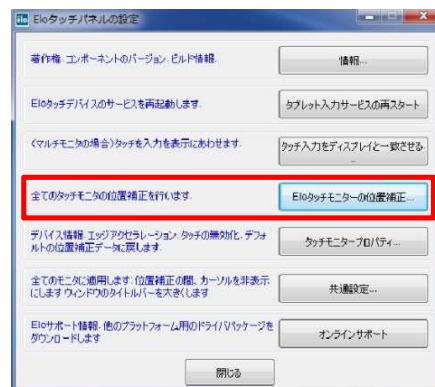 elo Eloタッチパネルの設定
著作権、コンポーネントのバージョン、ビルド情報.
情報...
Eloタッチデバイスのサービスを再起動します.
タブレット入力サービスの再スタート
(マルチモニタの場合)タッチを入力を表示にあわせます.
タッチ入力をディスプレイと一致させる
...
全てのタッチモニタの位置補正を行います.
Eloタッチモニターの位置補正...
デバイス情報、エッジアクセラレーション、タッチの無効化、デフォ
ルトの位置補正データに戻します.
タッチモニタープロパティ...
全てのモニタに適用します:位置補正の間、カーソルを非表示
にします ウィンドウのタイトルバーを大きくします
共通設定...
Eloサポート情報、他のプラットフォーム用のドライバパッケージを
ダウンロードします
オンラインサポート
閉じる